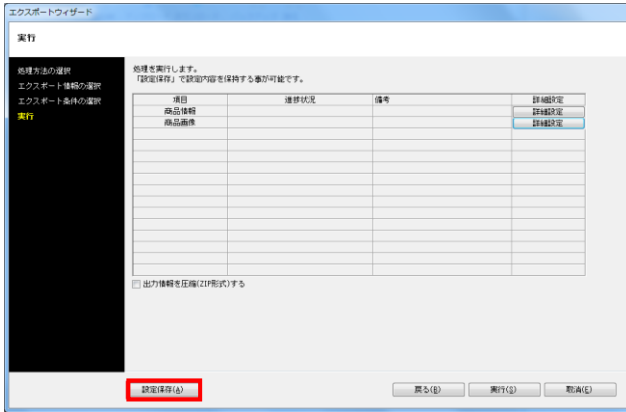 エクスポートウィザード
実行
処理方法の選択
エクスポート情報の選択
エクスポート条件の選択
実行
処理を実行します。
「設定保存」で設定内容を保持する事が可能です。
項目 進捗状況 備考 詳細設定
商品情報 詳細設定
商品画像 詳細設定
出力情報を圧縮(ZIP形式)する
設定保存(A) 戻る(B) 実行(S) 取消(E)